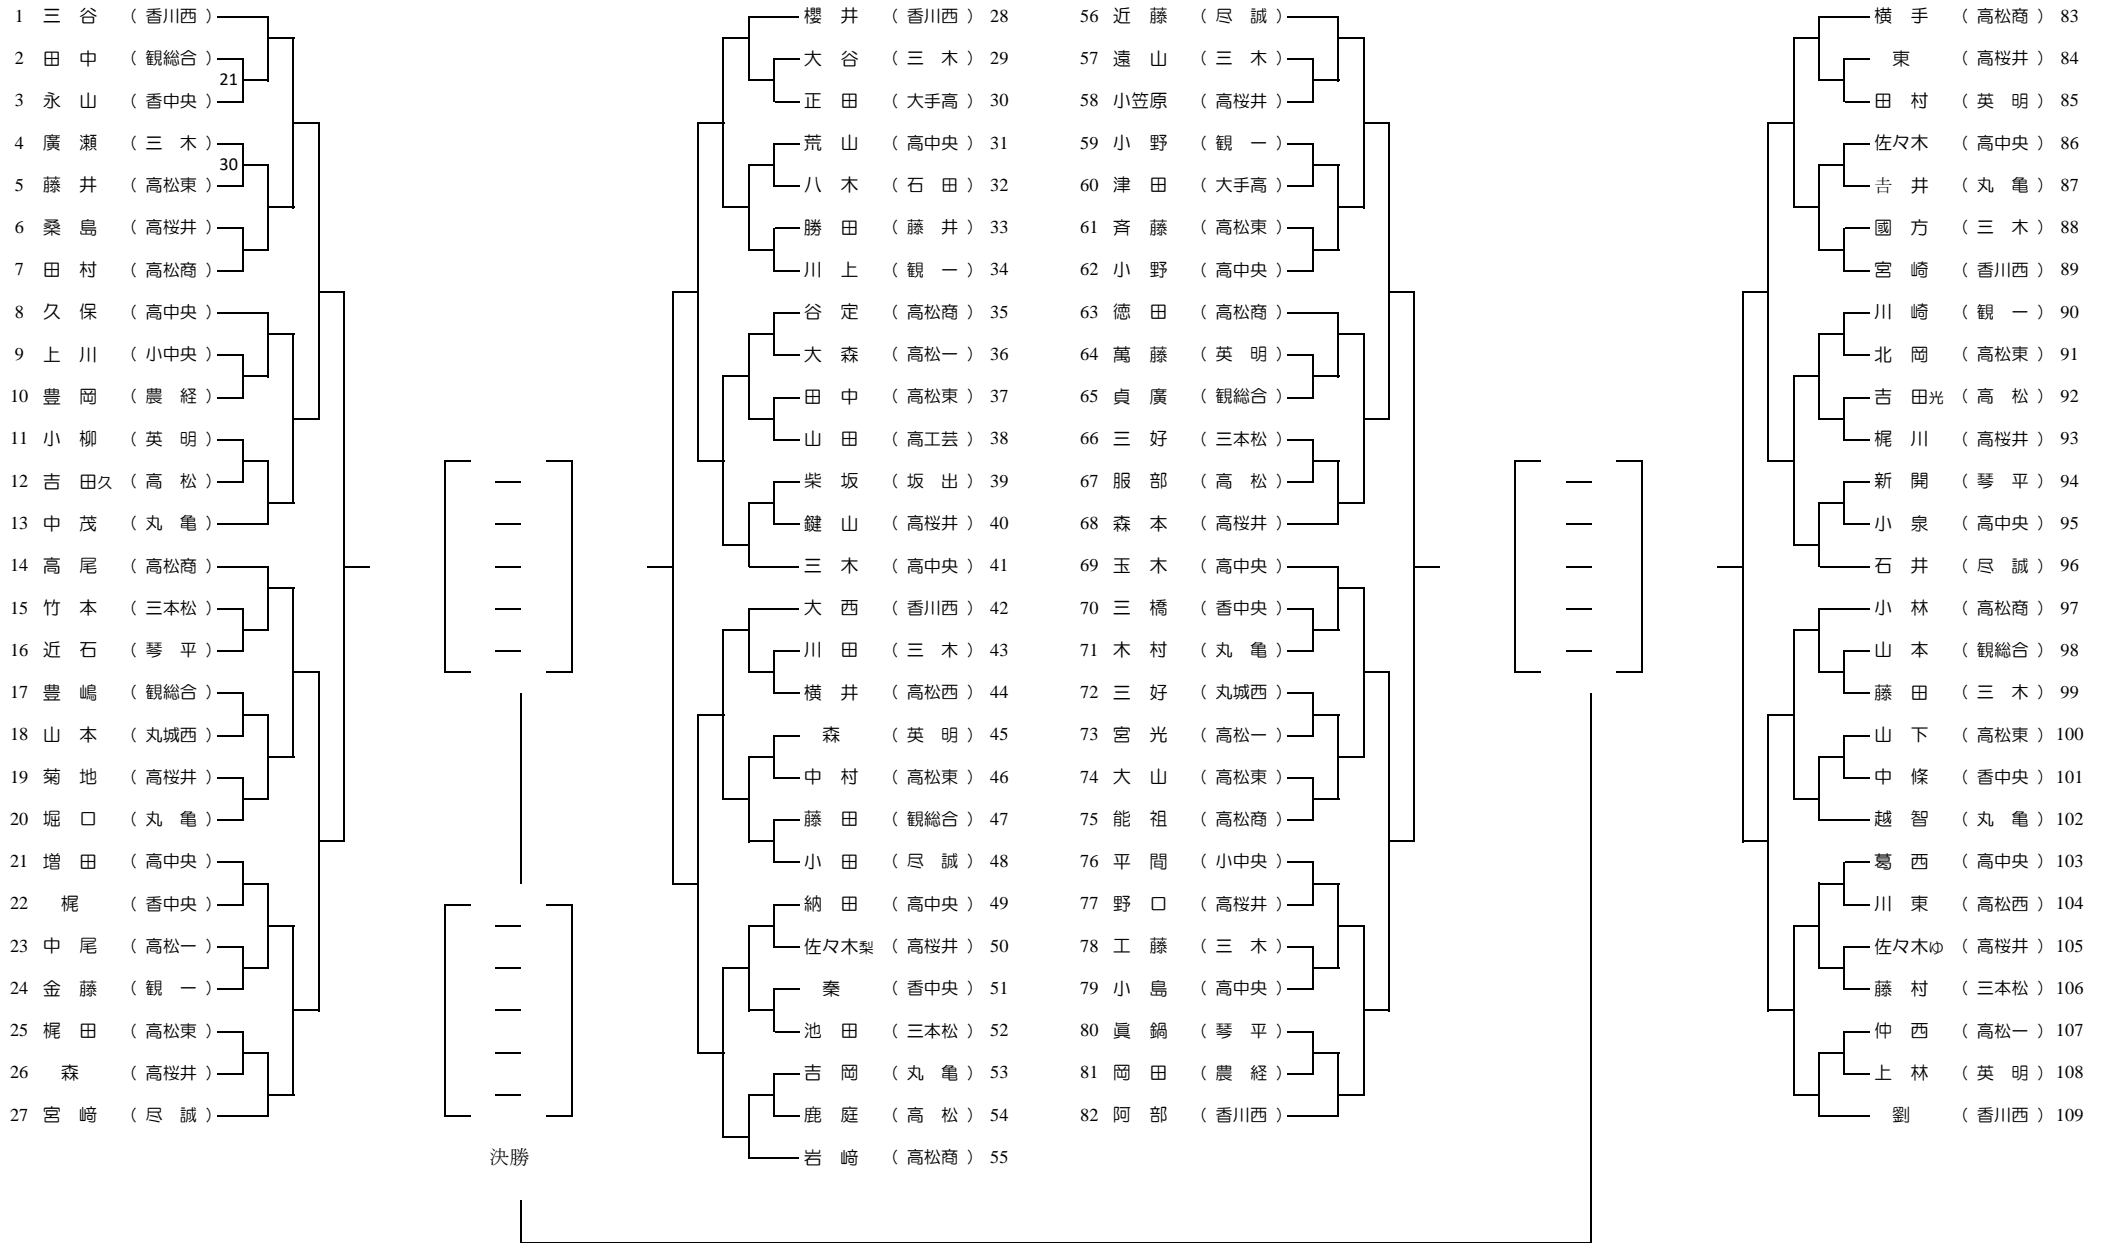 1 三 谷 （ 香川西 ）
2 田 中 （ 観総合 ）
21
3 永 山 （ 香中央 ）
4 廣 瀬 （ 三 木 ）
30
5 藤 井 （ 高松東 ）
6 桑 島 （ 高桜井 ）
7 田 村 （ 高松商 ）
8 久 保 （ 高中央 ）
9 上 川 （ 小中央 ）
10 豊 岡 （ 農 経 ）
11 小 柳 （ 英 明 ）
12 吉 田久 （ 高 松 ）
13 中 茂 （ 丸 亀 ）
14 高 尾 （ 高松商 ）
15 竹 本 （ 三本松 ）
16 近 石 （ 琴 平 ）
17 豊 嶋 （ 観総合 ）
18 山 本 （ 丸城西 ）
19 菊 地 （ 高桜井 ）
20 堀 口 （ 丸 亀 ）
21 増 田 （ 高中央 ）
22 梶 （ 香中央 ）
23 中 尾 （ 高松一 ）
24 金 藤 （ 観 一 ）
25 梶 田 （ 高松東 ）
26 森 （ 高桜井 ）
27 宮 﨑 （ 尽 誠 ）
決勝
櫻 井 （ 香川西 ） 28
大 谷 （ 三 木 ） 29
正 田 （ 大手高 ） 30
荒 山 （ 高中央 ） 31
八 木 （ 石 田 ） 32
勝 田 （ 藤 井 ） 33
川 上 （ 観 一 ） 34
谷 定 （ 高松商 ） 35
大 森 （ 高松一 ） 36
田 中 （ 高松東 ） 37
山 田 （ 高工芸 ） 38
柴 坂 （ 坂 出 ） 39
鍵 山 （ 高桜井 ） 40
三 木 （ 高中央 ） 41
大 西 （ 香川西 ） 42
川 田 （ 三 木 ） 43
横 井 （ 高松西 ） 44
森 （ 英 明 ） 45
中 村 （ 高松東 ） 46
藤 田 （ 観総合 ） 47
小 田 （ 尽 誠 ） 48
納 田 （ 高中央 ） 49
佐々木梨 （ 高桜井 ） 50
秦 （ 香中央 ） 51
池 田 （ 三本松 ） 52
吉 岡 （ 丸 亀 ） 53
鹿 庭 （ 高 松 ） 54
岩 﨑 （ 高松商 ） 55
56 近 藤 （ 尽 誠 ）
57 遠 山 （ 三 木 ）
58 小笠原 （ 高桜井 ）
59 小 野 （ 観 一 ）
60 津 田 （ 大手高 ）
61 斉 藤 （ 高松東 ）
62 小 野 （ 高中央 ）
63 徳 田 （ 高松商 ）
64 萬 藤 （ 英 明 ）
65 貞 廣 （ 観総合 ）
66 三 好 （ 三本松 ）
67 服 部 （ 高 松 ）
68 森 本 （ 高桜井 ）
69 玉 木 （ 高中央 ）
70 三 橋 （ 香中央 ）
71 木 村 （ 丸 亀 ）
72 三 好 （ 丸城西 ）
73 宮 光 （ 高松一 ）
74 大 山 （ 高松東 ）
75 能 祖 （ 高松商 ）
76 平 間 （ 小中央 ）
77 野 口 （ 高桜井 ）
78 工 藤 （ 三 木 ）
79 小 島 （ 高中央 ）
80 眞 鍋 （ 琴 平 ）
81 岡 田 （ 農 経 ）
82 阿 部 （ 香川西 ）
横 手 （ 高松商 ） 83
東 （ 高桜井 ） 84
田 村 （ 英 明 ） 85
佐々木 （ 高中央 ） 86
𠮷 井 （ 丸 亀 ） 87
國 方 （ 三 木 ） 88
宮 崎 （ 香川西 ） 89
川 崎 （ 観 一 ） 90
北 岡 （ 高松東 ） 91
吉 田光 （ 高 松 ） 92
梶 川 （ 高桜井 ） 93
新 開 （ 琴 平 ） 94
小 泉 （ 高中央 ） 95
石 井 （ 尽 誠 ） 96
小 林 （ 高松商 ） 97
山 本 （ 観総合 ） 98
藤 田 （ 三 木 ） 99
山 下 （ 高松東 ） 100
中 條 （ 香中央 ） 101
越 智 （ 丸 亀 ） 102
葛 西 （ 高中央 ） 103
川 東 （ 高松西 ） 104
佐々木ゆ （ 高桜井 ） 105
藤 村 （ 三本松 ） 106
仲 西 （ 高松一 ） 107
上 林 （ 英 明 ） 108
劉 （ 香川西 ） 109